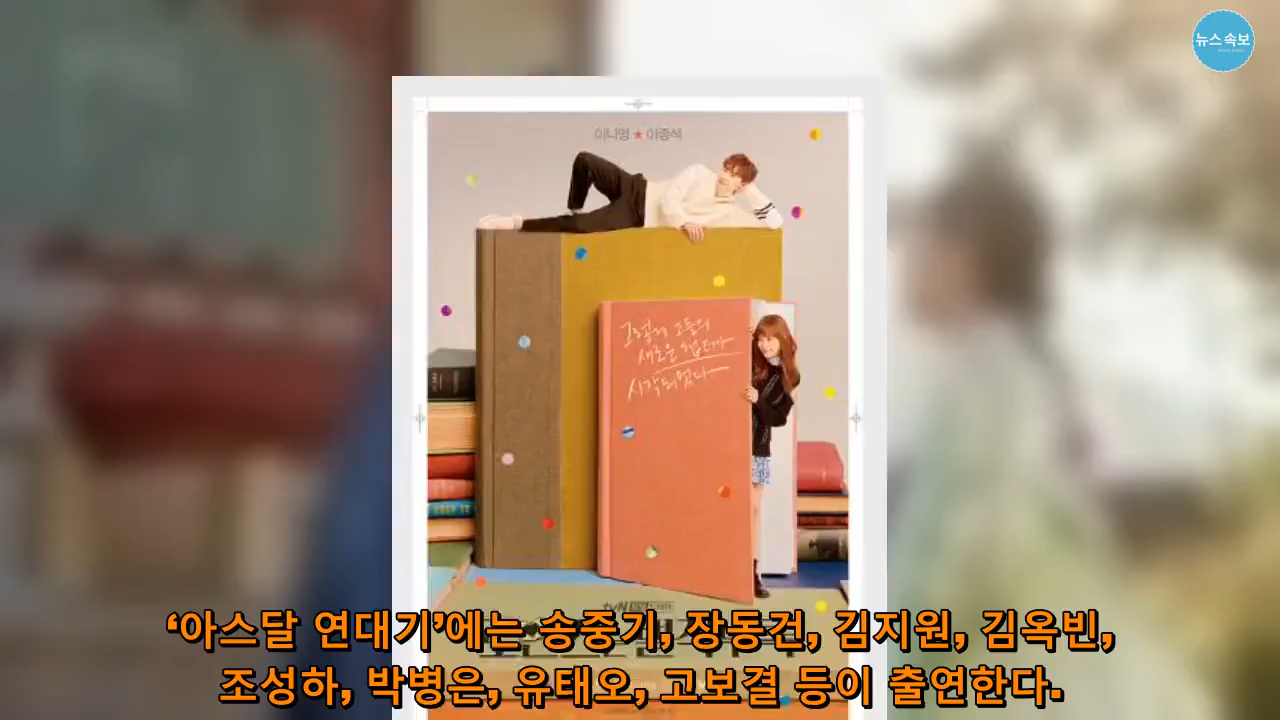 뉴스 속보
이나영 ★ 이종석
그렇게 그들의
새로운 챕터가
시작되었다
tvN
‘아스달 연대기’에는 송중기, 장동건, 김지원, 김옥빈,
조성하, 박병은, 유태오, 고보결 등이 출연한다.